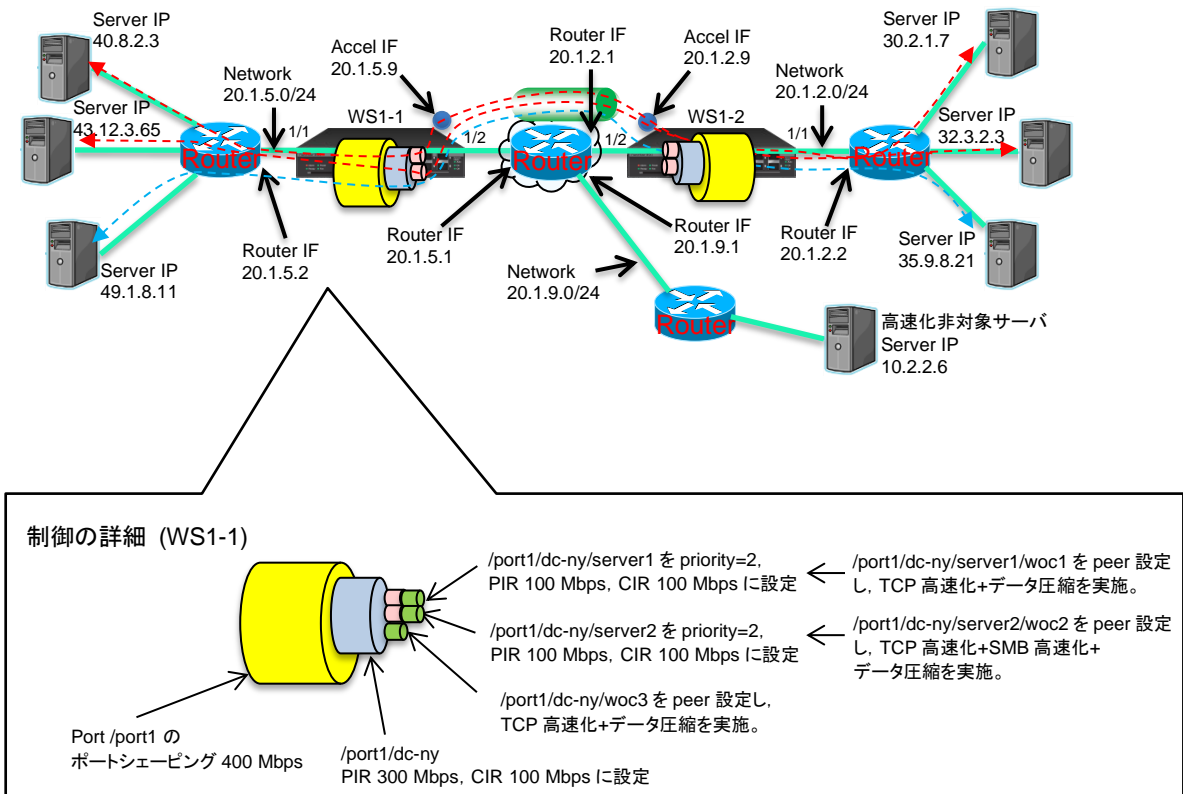 Server IP
40.8.2.3
Server IP
43.12.3.65
Server IP
49.1.8.11
Router
Network
20.1.5.0/24
1/1
Router IF
20.1.5.2
Accel IF
20.1.5.9
WS1-1
1/2
Router IF
20.1.5.1
Router
Router IF
20.1.2.1
1/2
Accel IF
20.1.2.9
WS1-2
1/1
Network
20.1.2.0/24
Router IF
20.1.9.1
Router IF
20.1.2.2
Router
Server IP
30.2.1.7
Server IP
32.3.2.3
Server IP
35.9.8.21
Network
20.1.9.0/24
Router
高速化非対象サーバ
Server IP
10.2.2.6
制御の詳細 (WS1-1)
/port1/dc-ny/server1 を priority=2,
PIR 100 Mbps, CIR 100 Mbps に設定
/port1/dc-ny/server1/woc1 を peer 設定
し, TCP 高速化+データ圧縮を実施。
/port1/dc-ny/server2 を priority=2,
PIR 100 Mbps, CIR 100 Mbps に設定
/port1/dc-ny/server2/woc2 を peer 設定
し, TCP 高速化+SMB 高速化+
データ圧縮を実施。
/port1/dc-ny/woc3 を peer 設定し,
TCP 高速化+データ圧縮を実施。
Port /port1 の
ポートシェーピング 400 Mbps
/port1/dc-ny
PIR 300 Mbps, CIR 100 Mbps に設定